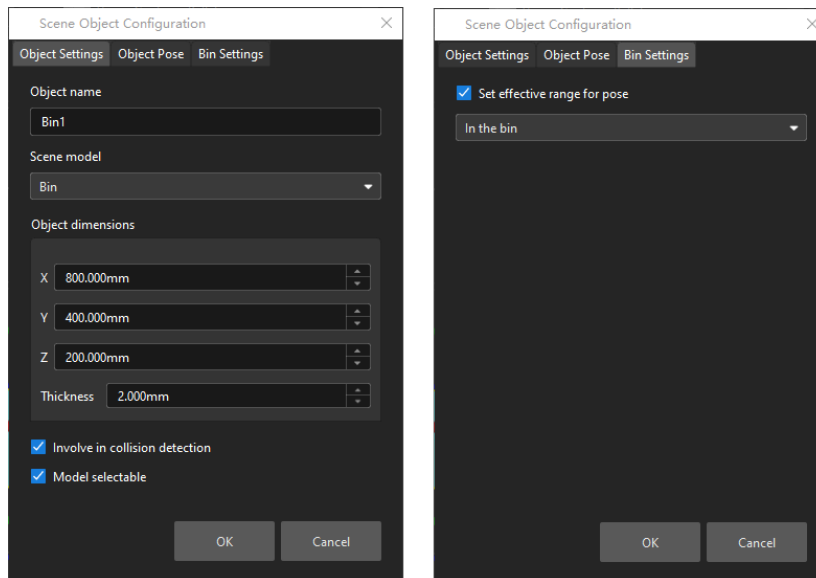 Scene Object Configuration
Object Settings Object Pose Bin Settings
Object name
Bin1
Scene model
Bin
Object dimensions
X 800.000mm
Y 400.000mm
Z 200.000mm
Thickness 2.000mm
Involve in collision detection
Model selectable
OK Cancel
Scene Object Configuration
Object Settings Object Pose Bin Settings
Set effective range for pose
In the bin
OK Cancel